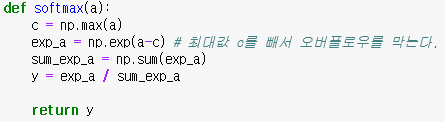 def softmax(a):
    c = np.max(a)
    exp_a = np.exp(a-c) # 최대값 c를 빼서 오버플로우를 막는다.
    sum_exp_a = np.sum(exp_a)
    y = exp_a / sum_exp_a
    return y